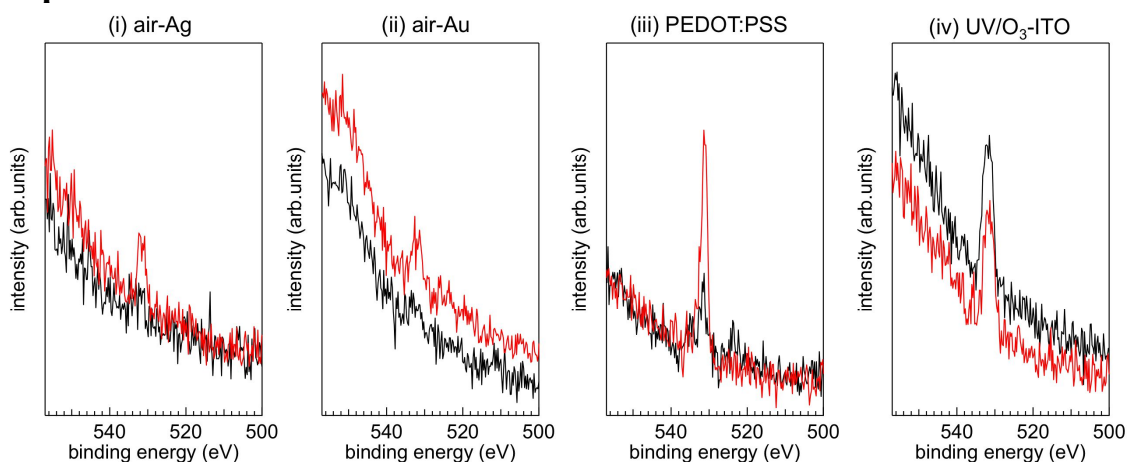 (i) air-Ag
(ii) air-Au
(iii) PEDOT:PSS
(iv) UV/O3-ITO
intensity (arb.units)
intensity (arb.units)
intensity (arb.units)
intensity (arb.units)
540 520 500
540 520 500
540 520 500
540 520 500
binding energy (eV)
binding energy (eV)
binding energy (eV)
binding energy (eV)